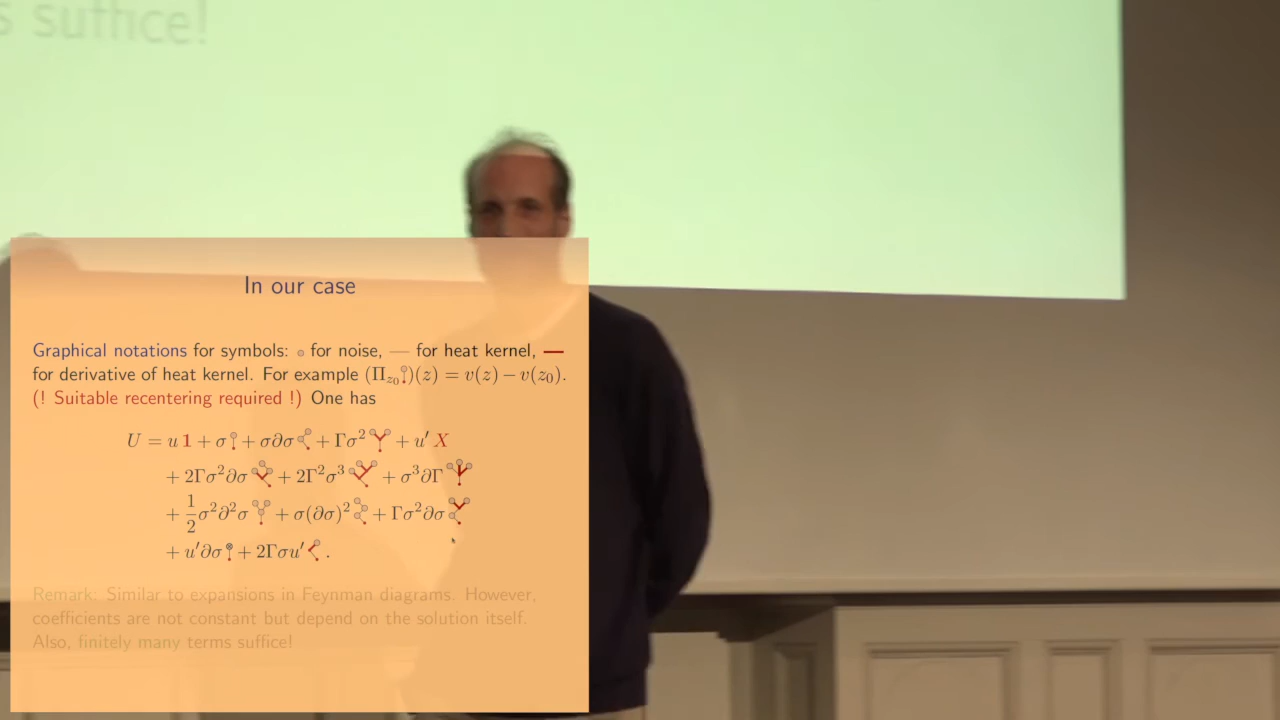 s suffice!
In our case
Graphical notations for symbols: for noise, — for heat kernel, —
for derivative of heat kernel. For example (Π_{z₀})(z) = v(z) − v(z₀).
(! Suitable recentering required !) One has
U = u 1 + σ + σ∂σ + Γσ² + u′ X
+ 2Γσ²∂σ + 2Γ²σ³ + σ³∂Γ
+ 1/2 σ²∂²σ + σ(∂σ)² + Γσ²∂σ
+ u′∂σ + 2Γσu′ .
Remark: Similar to expansions in Feynman diagrams. However,
coefficients are not constant but depend on the solution itself.
Also, finitely many terms suffice!